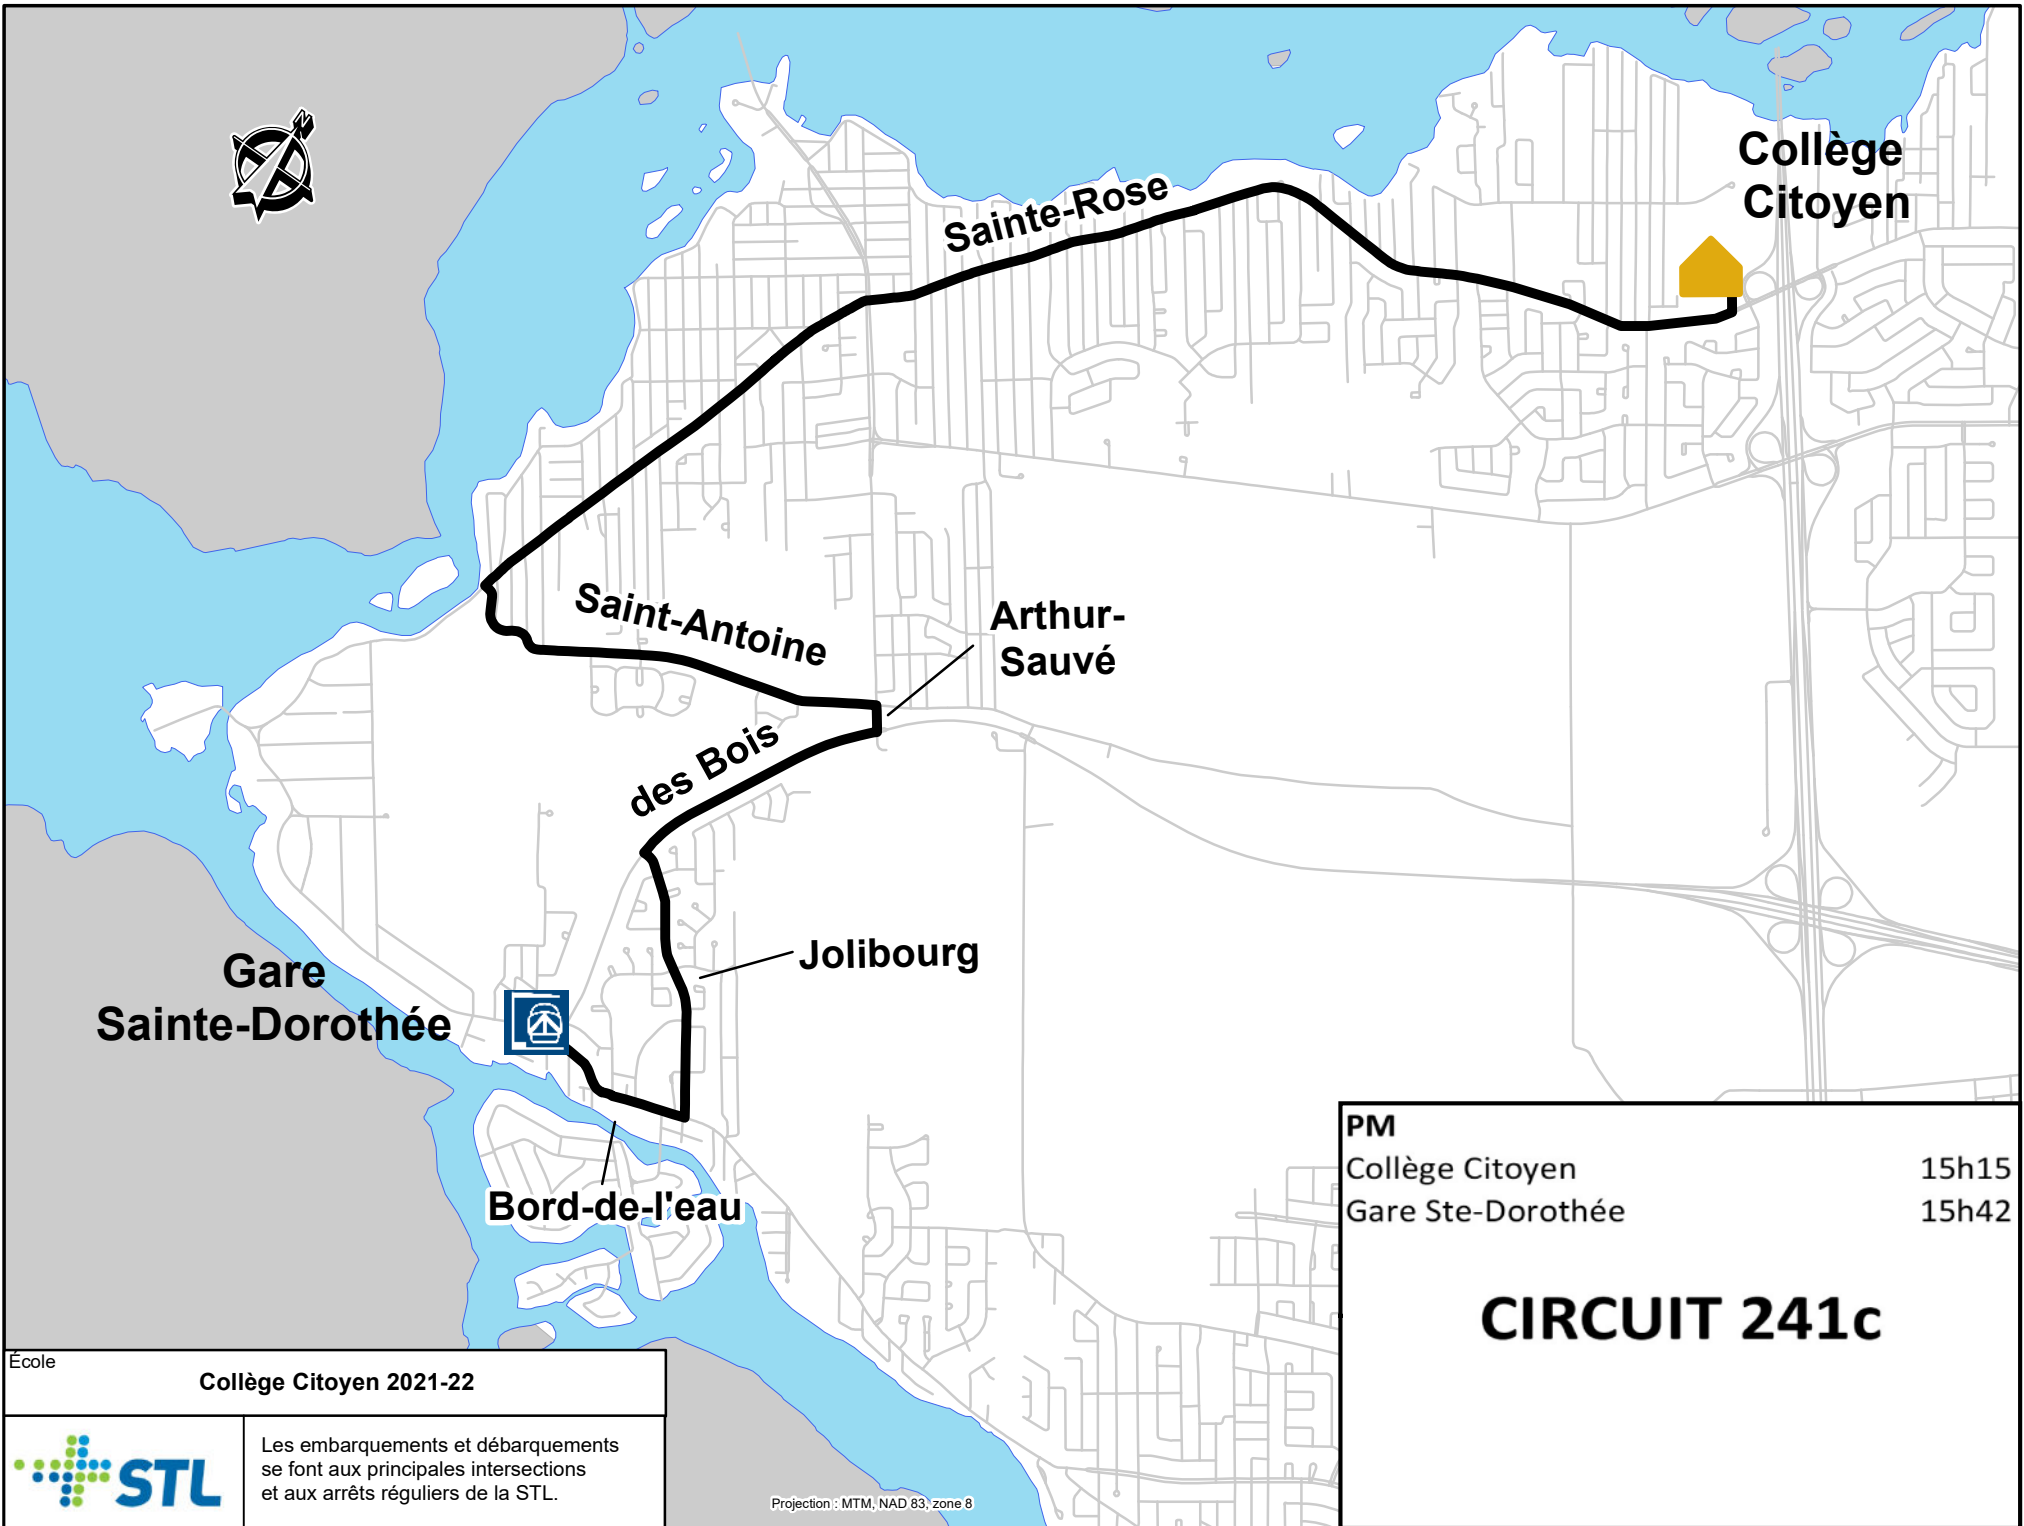 N
Collège
Citoyen
Sainte-Rose
Saint-Antoine
Arthur-
Sauvé
des Bois
Jolibourg
Gare
Sainte-Dorothée
Bord-de-l'eau
PM
Collège Citoyen 15h15
Gare Ste-Dorothée 15h42
CIRCUIT 241c
École
Collège Citoyen 2021-22
STL
Les embarquements et débarquements
se font aux principales intersections
et aux arrêts réguliers de la STL.
Projection : MTM, NAD 83, zone 8